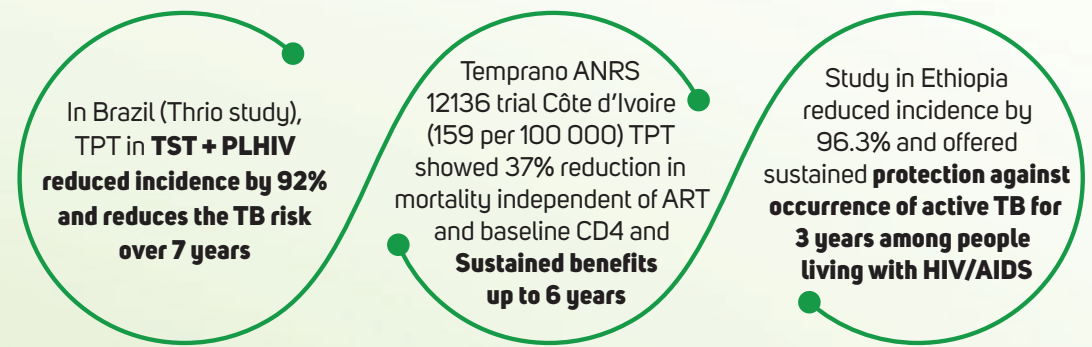 In Brazil (Thrio study),
TPT in TST + PLHIV
reduced incidence by 92%
and reduces the TB risk
over 7 years
Temprano ANRS
12136 trial Côte d'Ivoire
(159 per 100 000) TPT
showed 37% reduction in
mortality independent of ART
and baseline CD4 and
Sustained benefits
up to 6 years
Study in Ethiopia
reduced incidence by
96.3% and offered
sustained protection against
occurrence of active TB for
3 years among people
living with HIV/AIDS